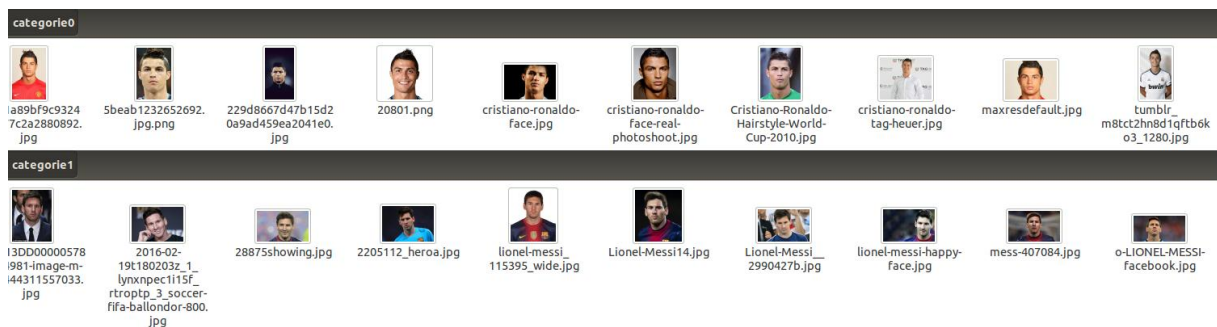 categorie0
a89bf9c9324
7c2a2880892.
jpg
5beab1232652692.
jpg.png
229d8667d47b15d2
0a9ad459ea2041e0.
jpg
20801.png
cristiano-ronaldo-
face.jpg
cristiano-ronaldo-
face-real-
photoshoot.jpg
Cristiano-Ronaldo-
Hairstyle-World-
Cup-2010.jpg
cristiano-ronaldo-
tag-heuer.jpg
maxresdefault.jpg
tumblr_
m8tct2hn8d1qftb6k
o3_1280.jpg
categorie1
3DD00000578
981-image-m-
44311557033.
jpg
2016-02-
19t180203z_1_
lynxnpec1i15f_
rtroptp_3_soccer-
fifa-ballondor-800.
jpg
28875showing.jpg
2205112_heroa.jpg
lionel-messi_
115395_wide.jpg
Lionel-Messi14.jpg
Lionel-Messi__
2990427b.jpg
lionel-messi-happy-
face.jpg
mess-407084.jpg
o-LIONEL-MESSI-
facebook.jpg